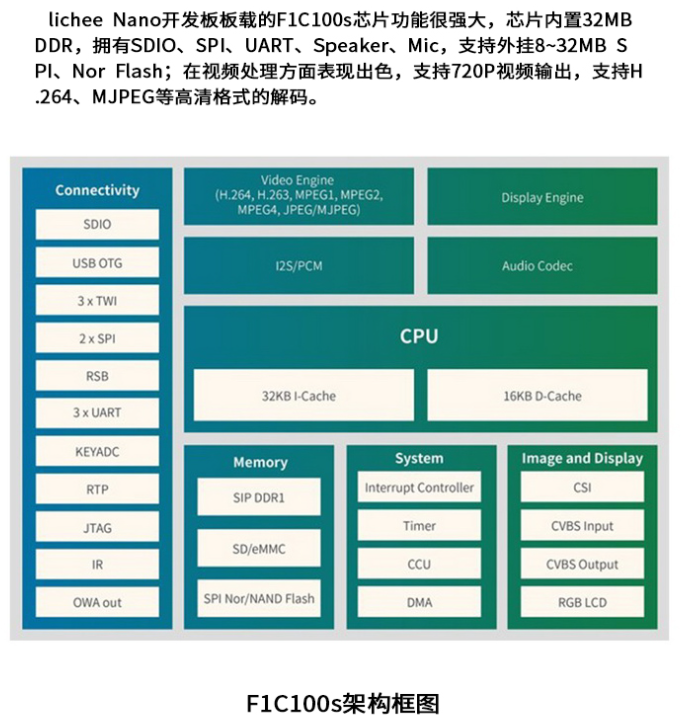 lichee Nano开发板板载的F1C100s芯片功能很强大，芯片内置32MB
DDR，拥有SDIO、SPI、UART、Speaker、Mic，支持外挂8~32MB S
PI、Nor Flash；在视频处理方面表现出色，支持720P视频输出，支持H
.264、MJPEG等高清格式的解码。
Connectivity
SDIO
USB OTG
3 x TWI
2 x SPI
RSB
3 x UART
KEYADC
RTP
JTAG
IR
OWA out
Video Engine
(H.264, H.263, MPEG1, MPEG2,
MPEG4, JPEG/MJPEG)
Display Engine
I2S/PCM
Audio Codec
CPU
32KB I-Cache
16KB D-Cache
Memory
SIP DDR1
SD/eMMC
SPI Nor/NAND Flash
System
Interrupt Controller
Timer
CCU
DMA
Image and Display
CSI
CVBS Input
CVBS Output
RGB LCD
F1C100s架构框图